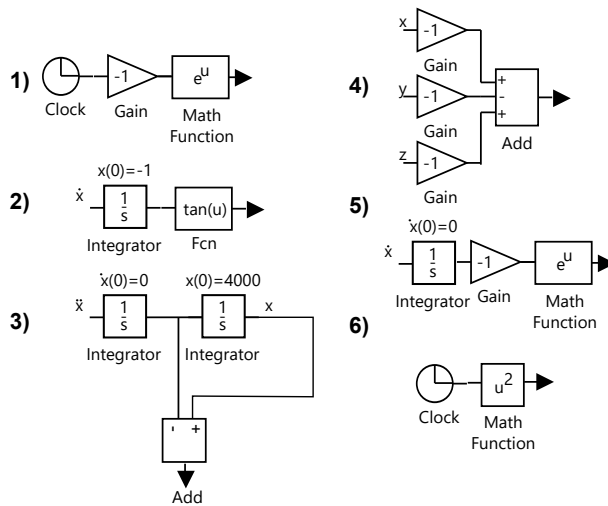 1)
-1
e^u
Clock
Gain
Math
Function
2)
x(0)=-1
ẋ
1
s
tan(u)
Integrator
Fcn
3)
ẋ(0)=0
x(0)=4000
ẍ
1
s
1
s
x
Integrator
Integrator
- +
Add
4)
x
-1
Gain
y
-1
Gain
z
-1
Gain
+
-
+
Add
5)
ẋ(0)=0
ẋ
1
s
-1
e^u
Integrator
Gain
Math
Function
6)
u^2
Clock
Math
Function